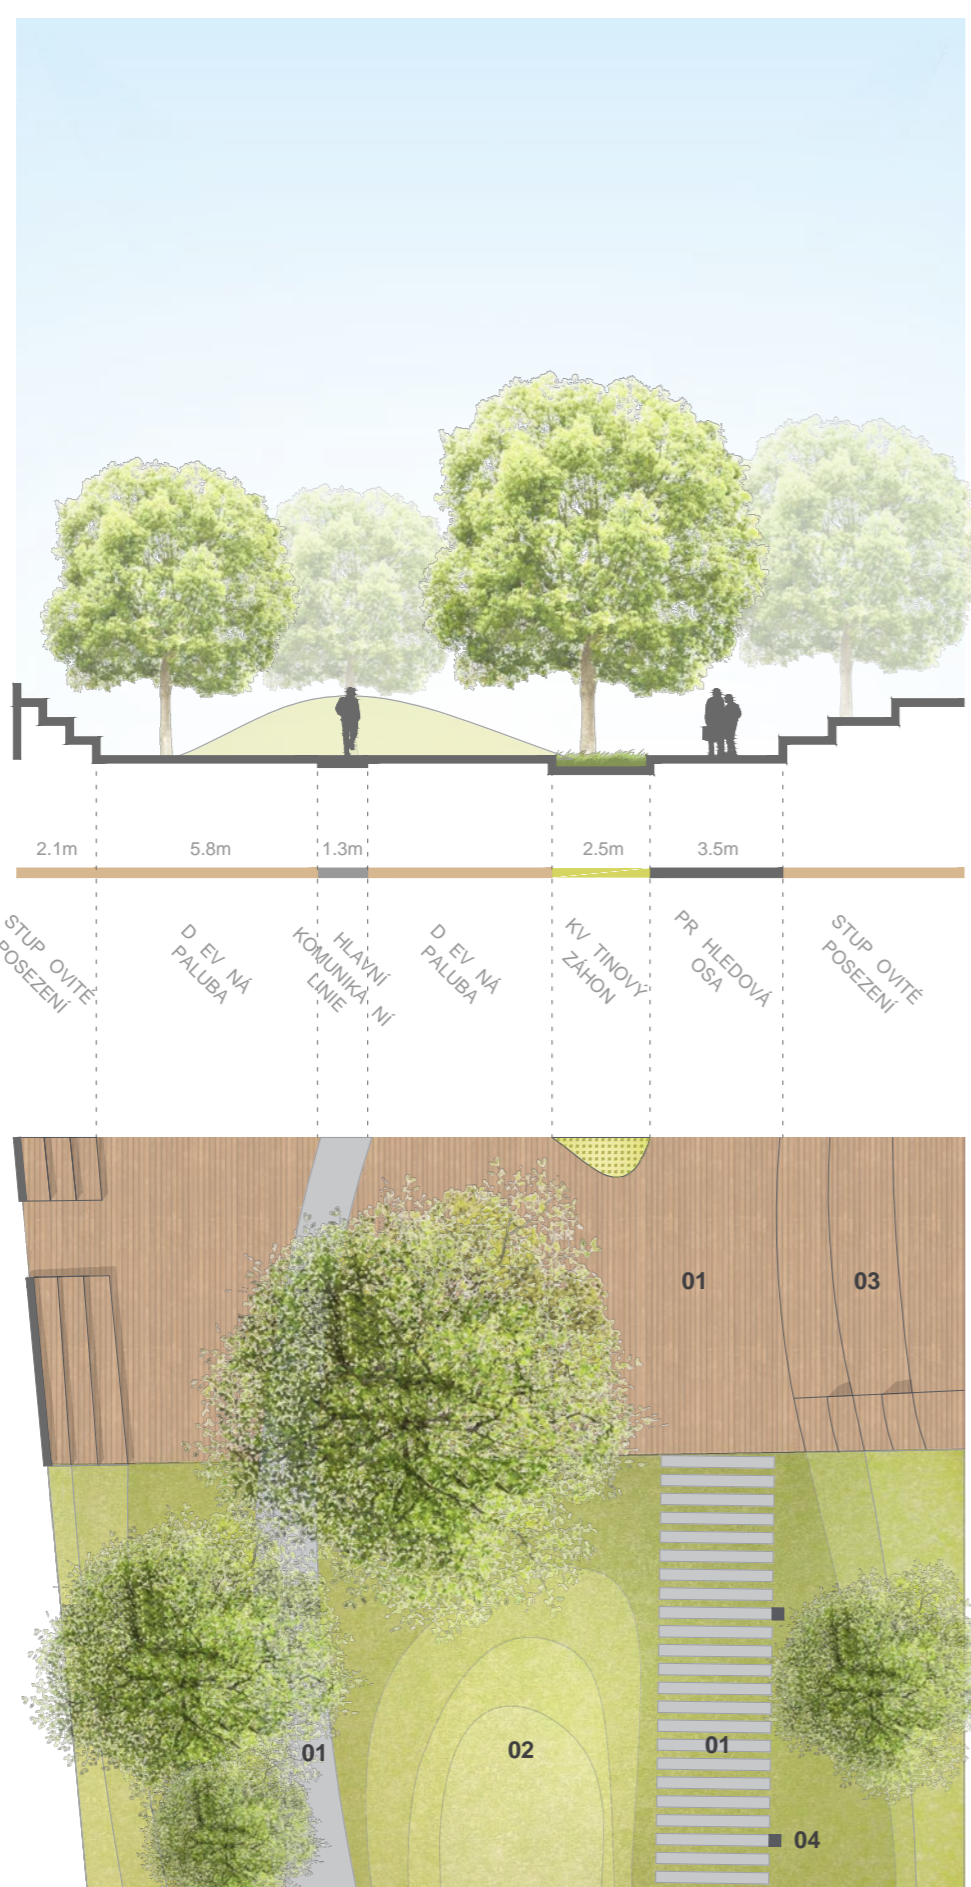 2.1m 5.8m 1.3m 2.5m 3.5m
STUP OVITÉ
POSEZENÍ
D EV NÁ
PALUBA
HLAVNÍ
KOMUNIKA NÍ
LINIE
D EV NÁ
PALUBA
KV TINOVÝ
ZÁHON
PR HLEDOVÁ
OSA
STUP OVITÉ
POSEZENÍ
01 03
01 02 01
04